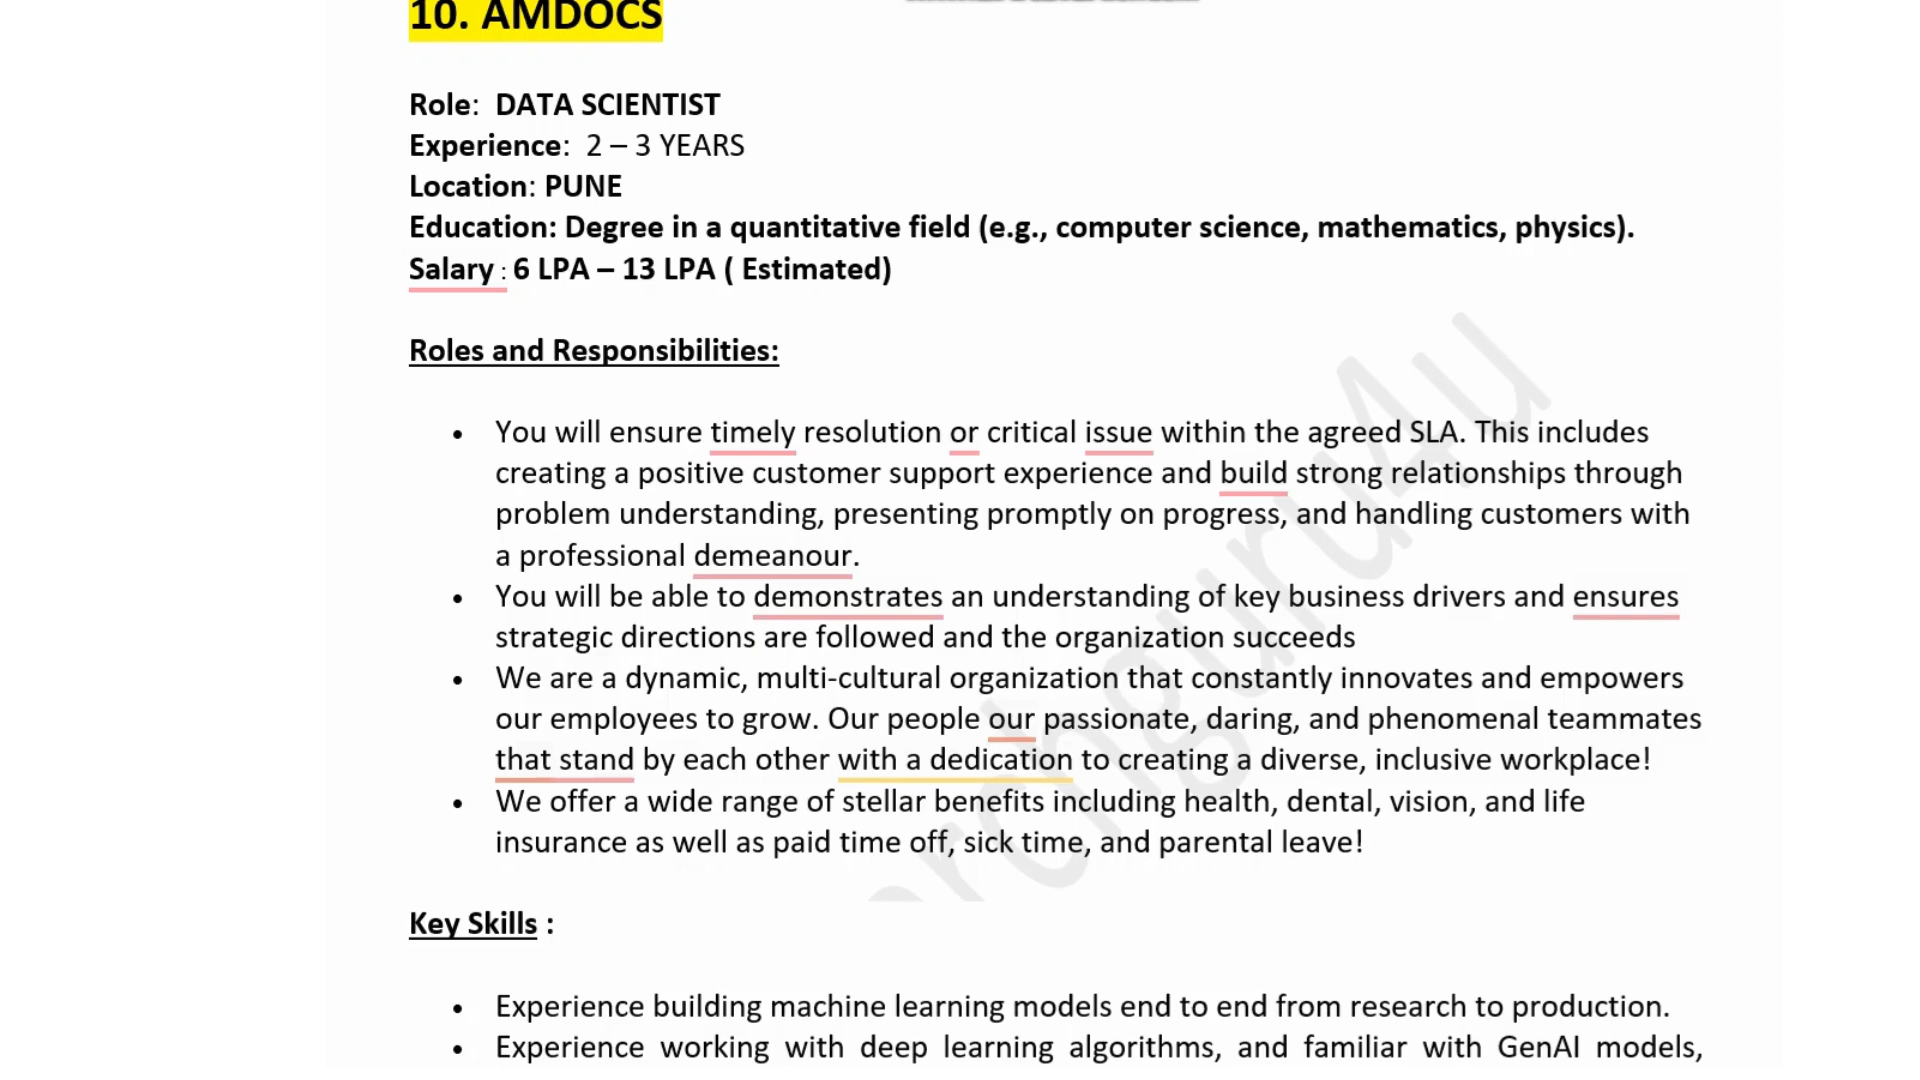 10. AMDOCS
Role:  DATA SCIENTIST
Experience:  2 – 3 YEARS
Location: PUNE
Education: Degree in a quantitative field (e.g., computer science, mathematics, physics).
Salary : 6 LPA – 13 LPA ( Estimated)
Roles and Responsibilities:
• You will ensure timely resolution or critical issue within the agreed SLA. This includes
creating a positive customer support experience and build strong relationships through
problem understanding, presenting promptly on progress, and handling customers with
a professional demeanour.
• You will be able to demonstrates an understanding of key business drivers and ensures
strategic directions are followed and the organization succeeds
• We are a dynamic, multi-cultural organization that constantly innovates and empowers
our employees to grow. Our people our passionate, daring, and phenomenal teammates
that stand by each other with a dedication to creating a diverse, inclusive workplace!
• We offer a wide range of stellar benefits including health, dental, vision, and life
insurance as well as paid time off, sick time, and parental leave!
Key Skills :
• Experience building machine learning models end to end from research to production.
• Experience working with deep learning algorithms, and familiar with GenAI models,